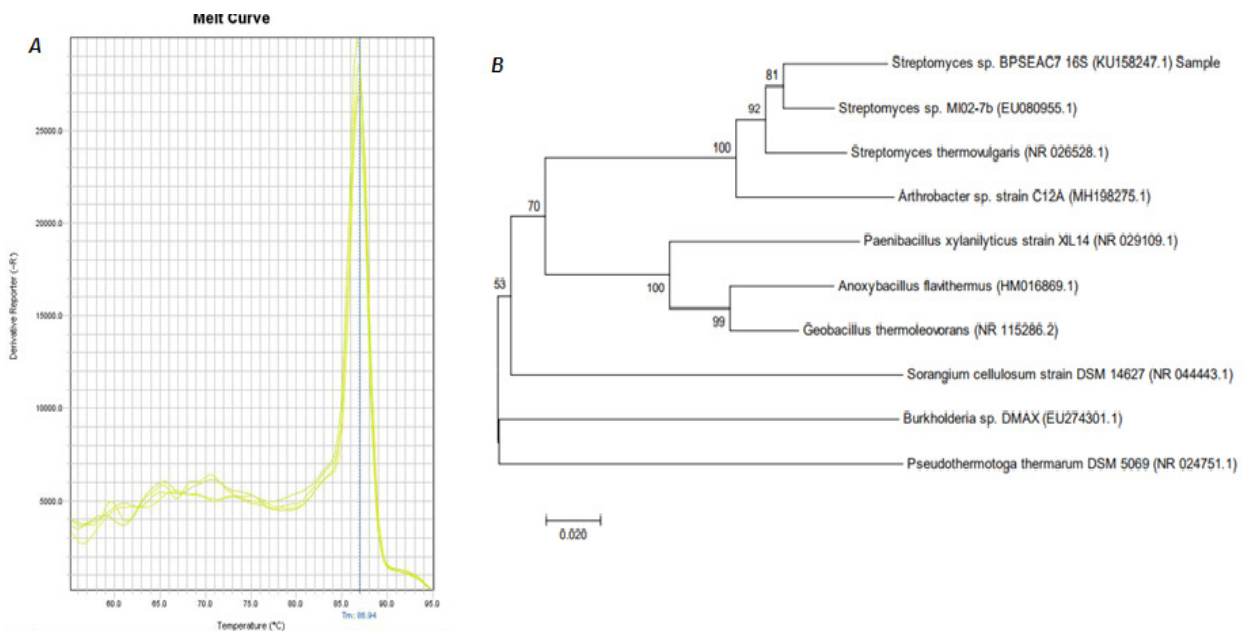 Melt Curve
A
Derivative Reporter (-R')
25000.0
20000.0
15000.0
10000.0
5000.0
60.0 65.0 70.0 75.0 80.0 85.0 90.0 95.0
Tm: 86.94
Temperature (°C)
B
Streptomyces sp. BPSEAC7 16S (KU158247.1) Sample
81
Streptomyces sp. MI02-7b (EU080955.1)
92
Streptomyces thermovulgaris (NR 026528.1)
100
Arthrobacter sp. strain C12A (MH198275.1)
70
Paenibacillus xylanilyticus strain XIL14 (NR 029109.1)
Anoxybacillus flavithermus (HM016869.1)
53
100
99
Geobacillus thermoleovorans (NR 115286.2)
Sorangium cellulosum strain DSM 14627 (NR 044443.1)
Burkholderia sp. DMAX (EU274301.1)
Pseudothermotoga thermarum DSM 5069 (NR 024751.1)
0.020